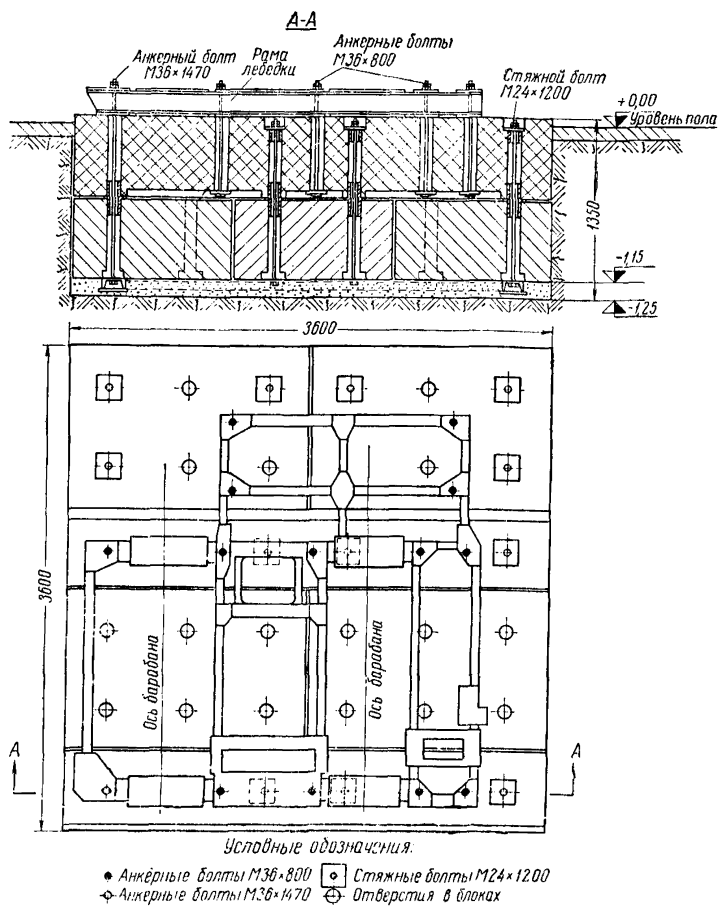 А-А
Анкерный болт
М36×1470
Рама
лебедки
Анкерные болты
М36×800
Стяжной болт
М24×1200
+0,00
Уровень пола
1350
-1,15
-1,25
3600
3600
Ось барабана
Ось барабана
А
А
Условные обозначения:
Анкерные болты М36×800
Стяжные болты М24×1200
Анкерные болты М36×1470
Отверстия в блоках